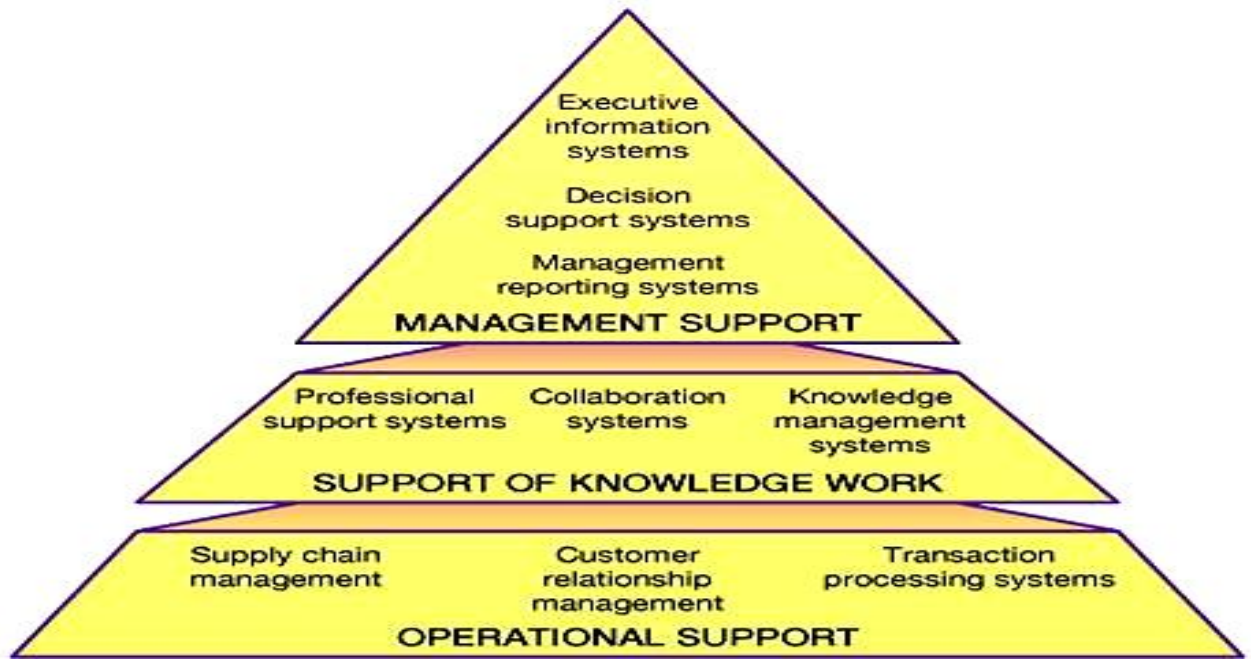 Executive
information
systems
Decision
support systems
Management
reporting systems
MANAGEMENT SUPPORT
Professional
support systems
Collaboration
systems
Knowledge
management
systems
SUPPORT OF KNOWLEDGE WORK
Supply chain
management
Customer
relationship
management
Transaction
processing systems
OPERATIONAL SUPPORT